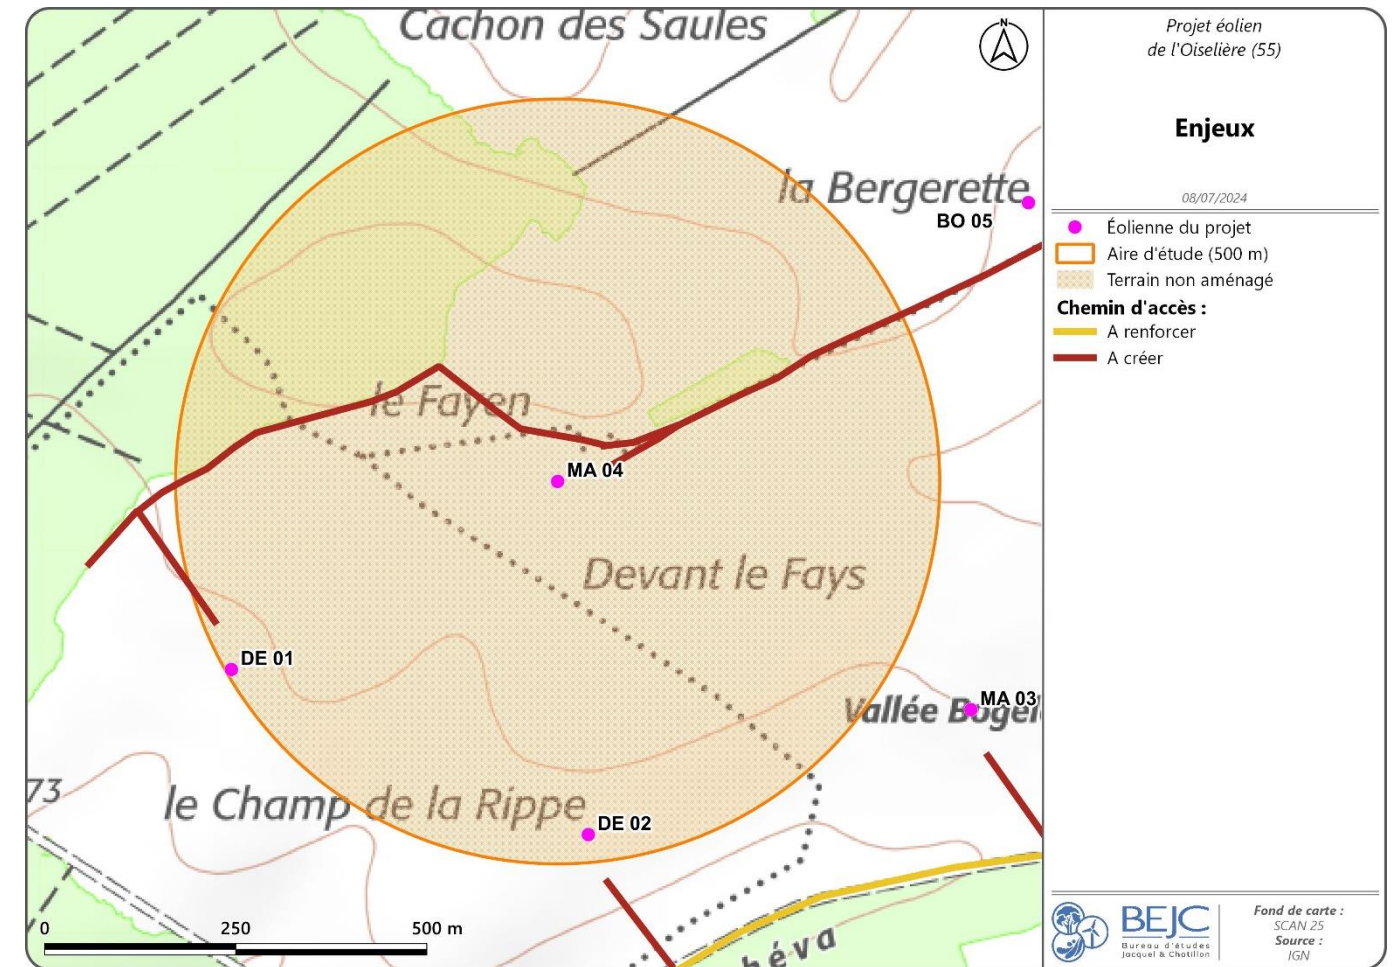 Cachon des Saules
N
la Bergerette
BO 05
le Fayen
MA 04
Devant le Fays
DE 01
MA 03
Vallée
73
le Champ de la Rippe
DE 02
0 250 500 m
Projet éolien
de l'Oiselière (55)
Enjeux
08/07/2024
Éolienne du projet
Aire d'étude (500 m)
Terrain non aménagé
Chemin d'accès :
A renforcer
A créer
BEJC
Bureau d'études
Jacquel & Chatillon
Fond de carte :
SCAN 25
Source :
IGN